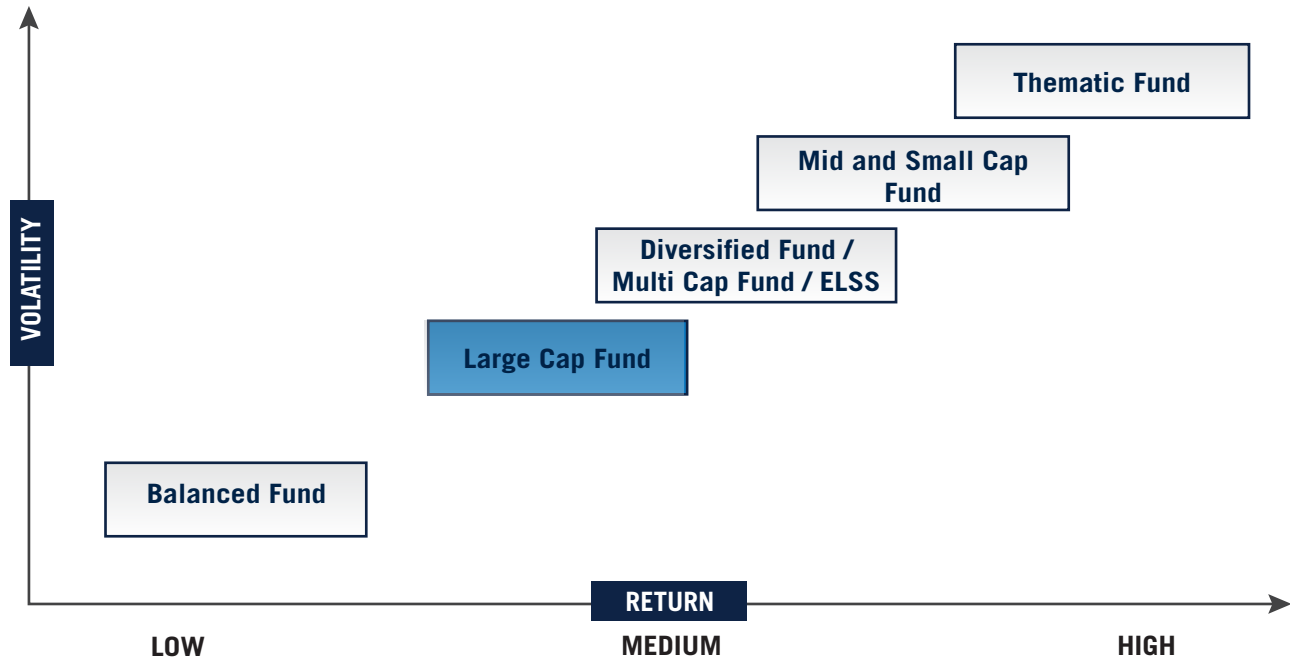 Thematic Fund
Mid and Small Cap
Fund
Diversified Fund /
Multi Cap Fund / ELSS
VOLATILITY
Large Cap Fund
Balanced Fund
RETURN
LOW
MEDIUM
HIGH